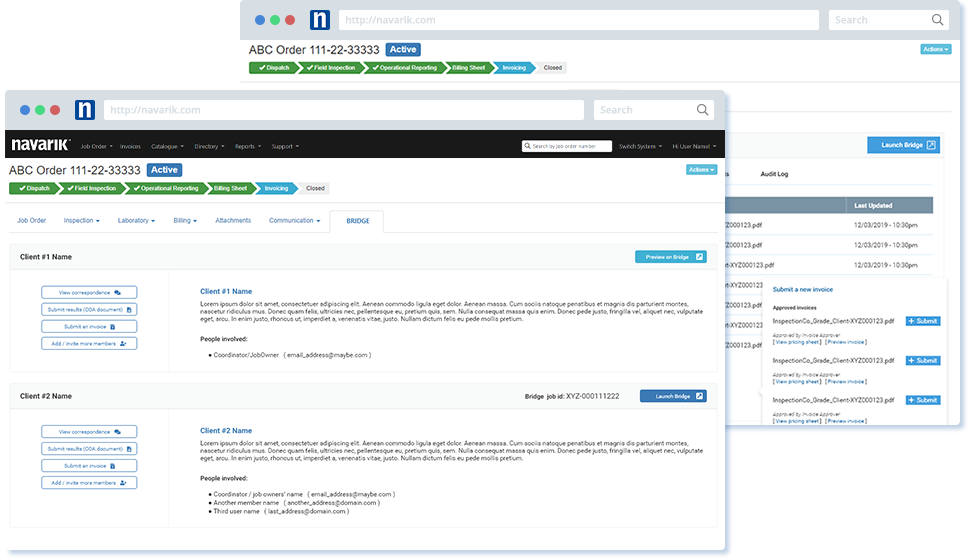 n
http://navarik.com
Search
ABC Order 111-22-33333 Active
Actions
Dispatch Field Inspection Operational Reporting Billing Sheet Invoicing Closed
Launch Bridge
Audit Log
Last Updated
000123.pdf 12/03/2019 - 10:30pm
000123.pdf 12/03/2019 - 10:30pm
t-XYZ000123.pdf 12/03/2019 - 10:30pm
Submit a new invoice
Approved invoices
InspectionCo_Grade_Client-XYZ000123.pdf + Submit
Approved by Invoice Approver
[ View pricing sheet ] [ Preview invoice ]
InspectionCo_Grade_Client-XYZ000123.pdf + Submit
Approved by Invoice Approver
[ View pricing sheet ] [ Preview invoice ]
InspectionCo_Grade_Client-XYZ000123.pdf + Submit
Approved by Invoice Approver
[ View pricing sheet ] [ Preview invoice ]
n
http://navarik.com
Search
NAVARIK Job Order Invoices Catalogue Directory Reports Support Search by job order number Switch System Hi User Name!
ABC Order 111-22-33333 Active
Actions
Dispatch Field Inspection Operational Reporting Billing Sheet Invoicing Closed
Job Order Inspection Laboratory Billing Attachments Communication BRIDGE
Client #1 Name Preview on Bridge
View correspondence
Submit results (COA document)
Submit an invoice
Add / invite more members
Client #1 Name
Lorem ipsum dolor sit amet, consectetuer adipiscing elit. Aenean commodo ligula eget dolor. Aenean massa. Cum sociis natoque penatibus et magnis dis parturient montes,
nascetur ridiculus mus. Donec quam felis, ultricies nec, pellentesque eu, pretium quis, sem. Nulla consequat massa quis enim. Donec pede justo, fringilla vel, aliquet nec, vulputate
eget, arcu. In enim justo, rhoncus ut, imperdiet a, venenatis vitae, justo. Nullam dictum felis eu pede mollis pretium.
People involved:
• Coordinator/JobOwner ( email_address@maybe.com )
Client #2 Name Bridge job id: XYZ-000111222 Launch Bridge
View correspondence
Submit results (COA document)
Submit an invoice
Add / invite more members
Client #2 Name
Lorem ipsum dolor sit amet, consectetuer adipiscing elit. Aenean commodo ligula eget dolor. Aenean massa. Cum sociis natoque penatibus et magnis dis parturient montes,
nascetur ridiculus mus. Donec quam felis, ultricies nec, pellentesque eu, pretium quis, sem. Nulla consequat massa quis enim. Donec pede justo, fringilla vel, aliquet nec, vulputate
eget, arcu. In enim justo, rhoncus ut, imperdiet a, venenatis vitae, justo. Nullam dictum felis eu pede mollis pretium.
People involved:
• Coordinator / job owners' name ( email_address@maybe.com )
• Another member name ( another_address@domain.com )
• Third user name ( last_address@domain.com )